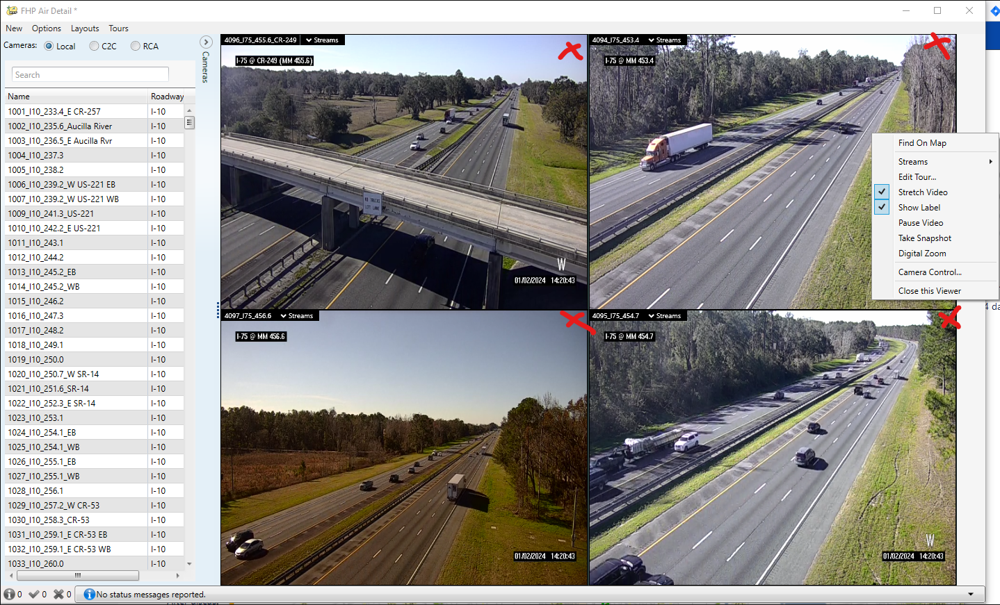 FHP Air Detail *
New Options Layouts Tours
Cameras: Local C2C RCA
Search
Cameras
Name Roadway
1001_I10_233.4_E CR-257 I-10
1002_I10_235.6_Aucilla River I-10
1003_I10_236.5_E Aucilla Rvr I-10
1004_I10_237.3 I-10
1005_I10_238.2 I-10
1006_I10_239.2_W US-221 EB I-10
1007_I10_239.2_W US-221 WB I-10
1009_I10_241.3_US-221 I-10
1010_I10_242.2_E US-221 I-10
1011_I10_243.1 I-10
1012_I10_244.2 I-10
1013_I10_245.2_EB I-10
1014_I10_245.2_WB I-10
1015_I10_246.2 I-10
1016_I10_247.3 I-10
1017_I10_248.2 I-10
1018_I10_249.1 I-10
1019_I10_250.0 I-10
1020_I10_250.7_W SR-14 I-10
1021_I10_251.6_SR-14 I-10
1022_I10_252.3_E SR-14 I-10
1023_I10_253.1 I-10
1024_I10_254.1_EB I-10
1025_I10_254.1_WB I-10
1026_I10_255.1_EB I-10
1027_I10_255.1_WB I-10
1028_I10_256.1 I-10
1029_I10_257.2_W CR-53 I-10
1030_I10_258.3_CR-53 I-10
1031_I10_259.1_E CR-53 EB I-10
1032_I10_259.1_E CR-53 WB I-10
1033_I10_260.0 I-10
4096_I75_455.6_CR-249 Streams
I-75 @ CR-249 (MM 455.6)
NO TRUCKS
LEFT LANE
W
01/02/2024 14:20:43
4094_I75_453.4 Streams
I-75 @ MM 453.4
Find On Map
Streams
Edit Tour...
Stretch Video
Show Label
Pause Video
Take Snapshot
Digital Zoom
Camera Control...
Close this Viewer
4 da
4097_I75_456.6 Streams
I-75 @ MM 456.6
01/02/2024 14:20:43
4095_I75_454.7 Streams
I-75 @ MM 454.7
W
01/02/2024 14:20:43
0 0 0 No status messages reported.